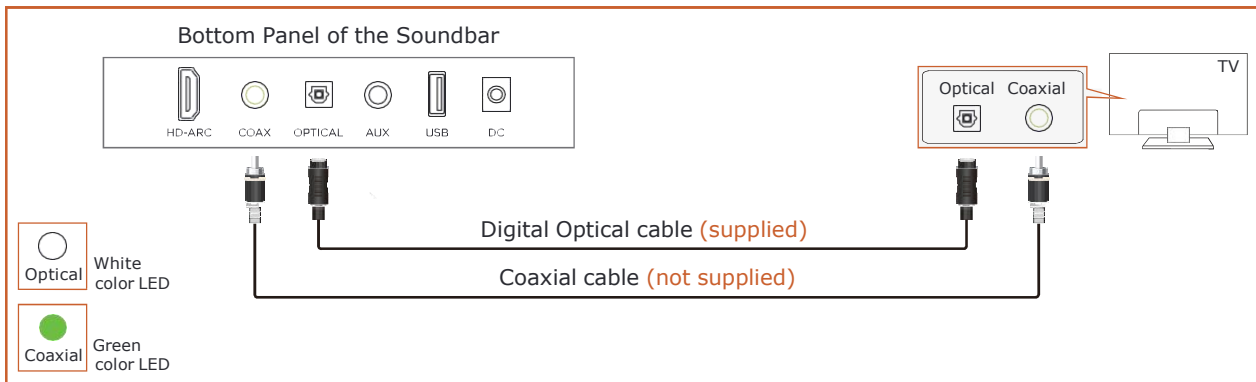 Bottom Panel of the Soundbar
HD-ARC COAX OPTICAL AUX USB DC
Optical Coaxial
TV
Digital Optical cable (supplied)
Coaxial cable (not supplied)
Optical
White
color LED
Coaxial
Green
color LED